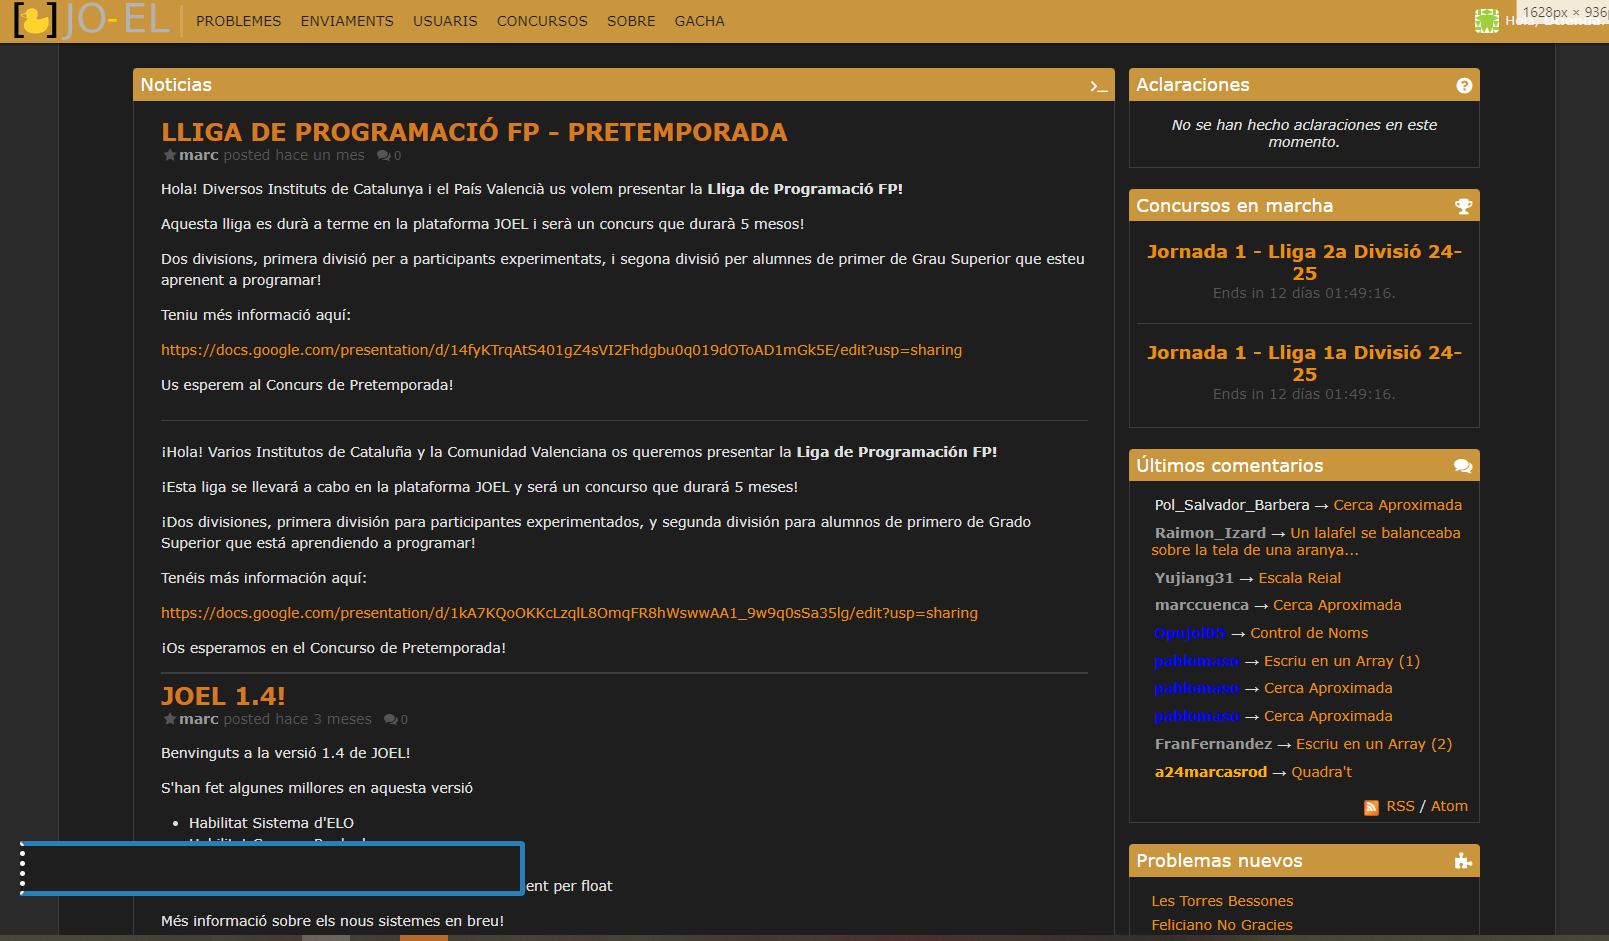 JO-EL
PROBLEMES ENVIAMENTS USUARIS CONCURSOS SOBRE GACHA
Hola,
1628px × 936
Noticias
LLIGA DE PROGRAMACIÓ FP - PRETEMPORADA
marc posted hace un mes 0
Hola! Diversos Instituts de Catalunya i el País Valencià us volem presentar la Lliga de Programació FP!
Aquesta lliga es durà a terme en la plataforma JOEL i serà un concurs que durarà 5 mesos!
Dos divisions, primera divisió per a participants experimentats, i segona divisió per alumnes de primer de Grau Superior que esteu
aprenent a programar!
Teniu més informació aquí:
https://docs.google.com/presentation/d/14fyKTrqAtS401gZ4sVI2Fhdgbu0q019dOToAD1mGk5E/edit?usp=sharing
Us esperem al Concurs de Pretemporada!
¡Hola! Varios Institutos de Cataluña y la Comunidad Valenciana os queremos presentar la Liga de Programación FP!
¡Esta liga se llevará a cabo en la plataforma JOEL y será un concurso que durará 5 meses!
¡Dos divisiones, primera división para participantes experimentados, y segunda división para alumnos de primero de Grado
Superior que está aprendiendo a programar!
Tenéis más información aquí:
https://docs.google.com/presentation/d/1kA7KQoOKKcLzqlL8OmqFR8hWswwAA1_9w9q0sSa35lg/edit?usp=sharing
¡Os esperamos en el Concurso de Pretemporada!
JOEL 1.4!
marc posted hace 3 meses 0
Benvinguts a la versió 1.4 de JOEL!
S'han fet algunes millores en aquesta versió
• Habilitat Sistema d'ELO
ent per float
Més informació sobre els nous sistemes en breu!
Aclaraciones
No se han hecho aclaraciones en este
momento.
Concursos en marcha
Jornada 1 - Lliga 2a Divisió 24-
25
Ends in 12 días 01:49:16.
Jornada 1 - Lliga 1a Divisió 24-
25
Ends in 12 días 01:49:16.
Últimos comentarios
Pol_Salvador_Barbera → Cerca Aproximada
Raimon_Izard → Un lalafel se balanceaba
sobre la tela de una aranya...
Yujiang31 → Escala Reial
marccuenca → Cerca Aproximada
Opujol05 → Control de Noms
pablomaso → Escriu en un Array (1)
pablomaso → Cerca Aproximada
pablomaso → Cerca Aproximada
FranFernandez → Escriu en un Array (2)
a24marcasrod → Quadra't
RSS / Atom
Problemas nuevos
Les Torres Bessones
Feliciano No Gracies